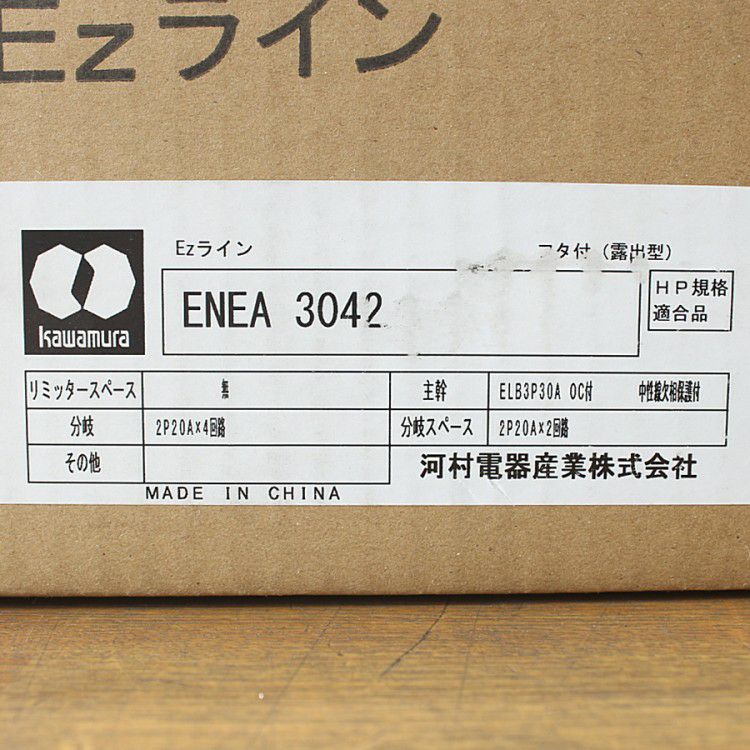 Ezライン
Ezライン フタ付（露出型）
kawamura
ENEA 3042
HP規格
適合品
リミッタースペース 無 主幹 ELB3P30A OC付 中性線欠相保護付
分岐 2P20A×4回路 分岐スペース 2P20A×2回路
その他 河村電器産業株式会社
MADE IN CHINA